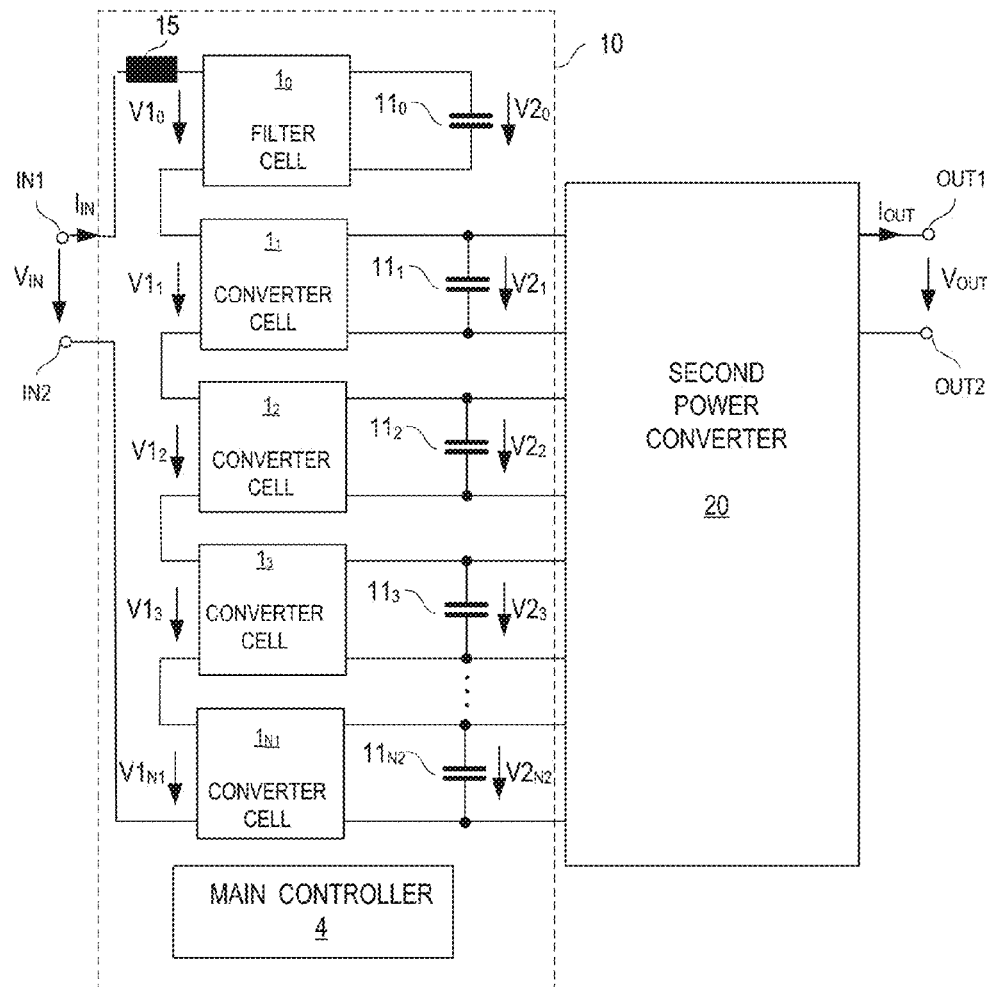 15
10
1₀
FILTER
CELL
V1₀
11₀
V2₀
IN1
I_IN
V_IN
IN2
1₁
CONVERTER
CELL
V1₁
11₁
V2₁
I_OUT
OUT1
V_OUT
OUT2
SECOND
POWER
CONVERTER
20
1₂
CONVERTER
CELL
V1₂
11₂
V2₂
1₃
CONVERTER
CELL
V1₃
11₃
V2₃
1_N1
CONVERTER
CELL
V1_N1
11_N2
V2_N2
MAIN CONTROLLER
4